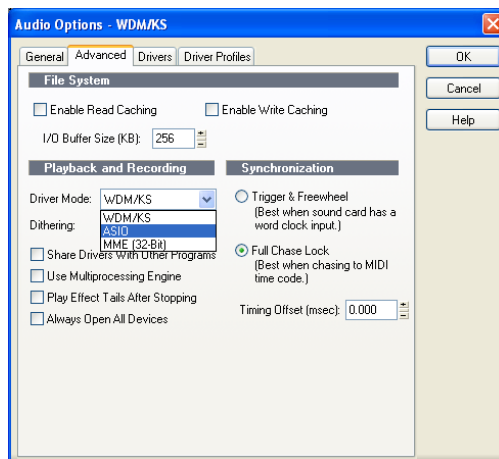 Audio Options - WDM/KS
General
Advanced
Drivers
Driver Profiles
OK
Cancel
Help
File System
Enable Read Caching
Enable Write Caching
I/O Buffer Size (KB):
256
Playback and Recording
Driver Mode:
WDM/KS
WDM/KS
ASIO
MME (32-Bit)
Dithering:
Share Drivers With Other Programs
Use Multiprocessing Engine
Play Effect Tails After Stopping
Always Open All Devices
Synchronization
Trigger & Freewheel
(Best when sound card has a
word clock input.)
Full Chase Lock
(Best when chasing to MIDI
time code.)
Timing Offset (msec):
0.000